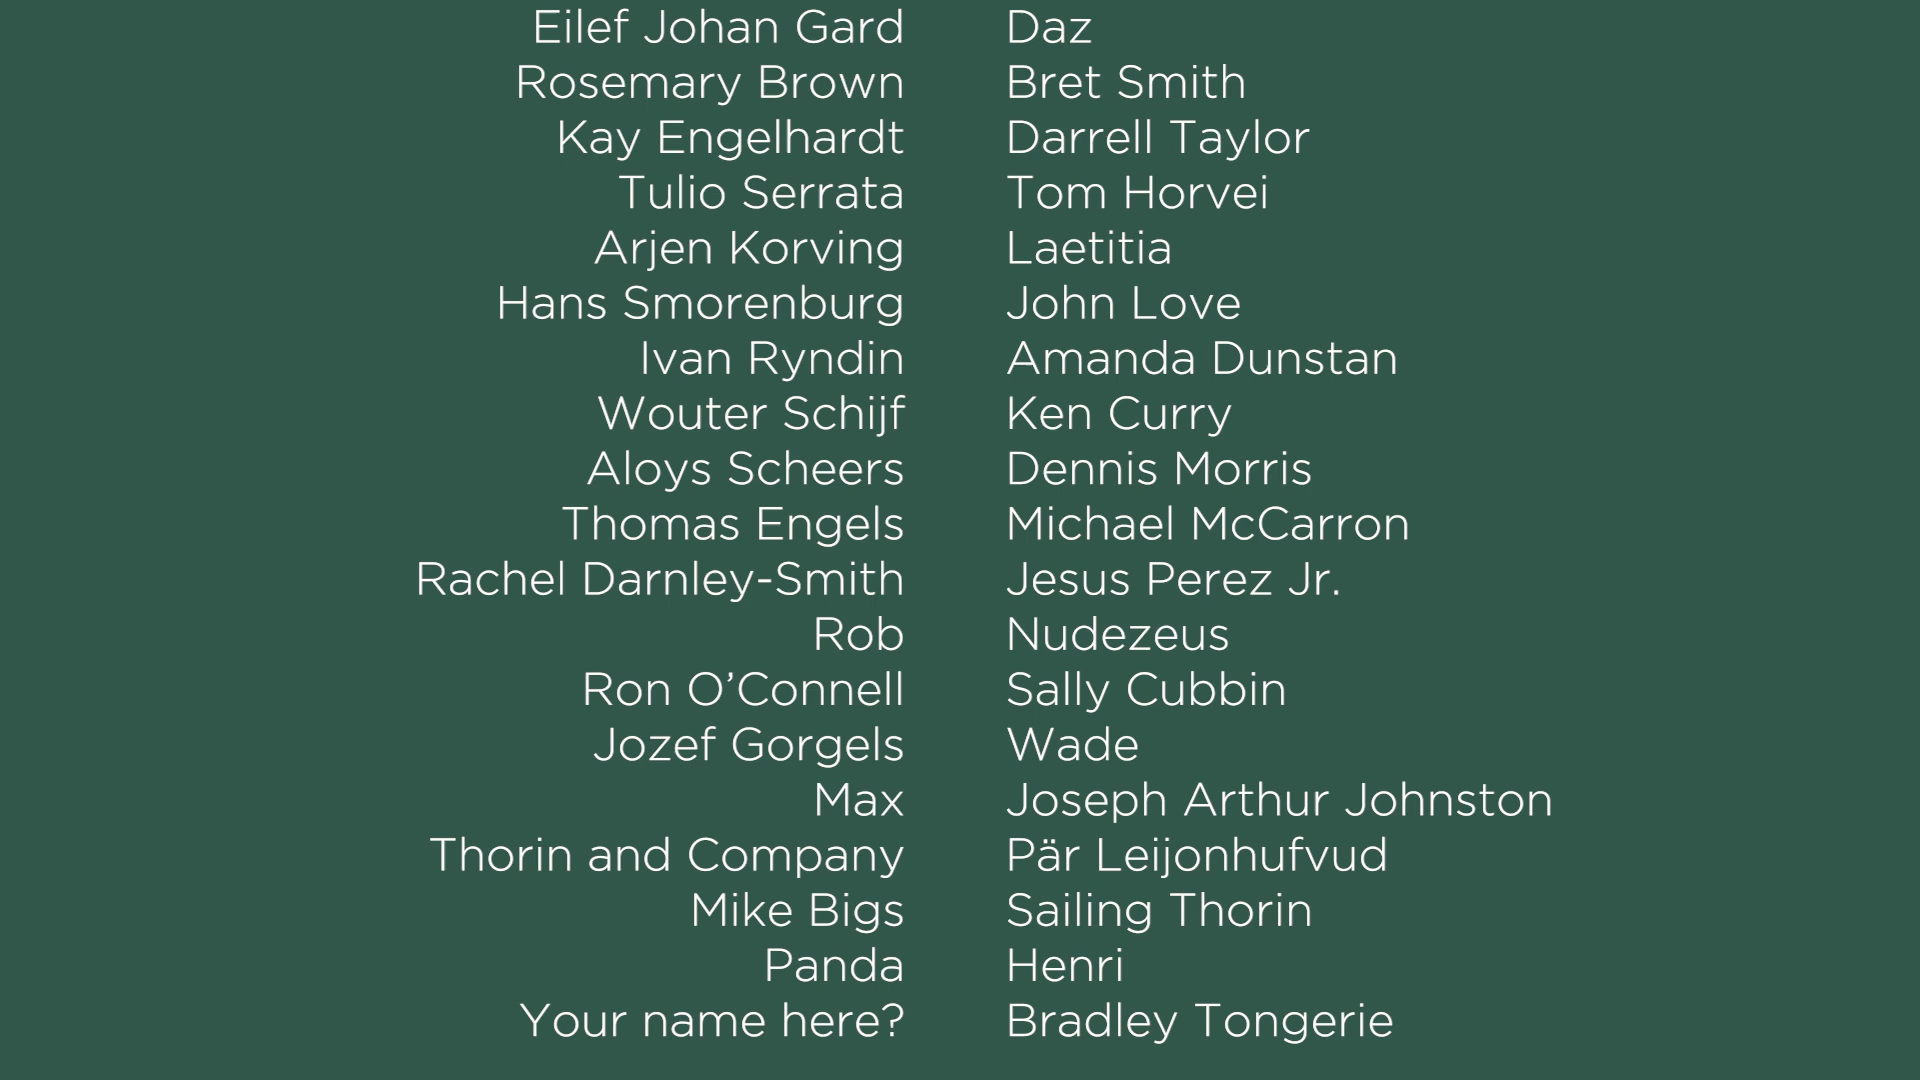 Eilef Johan Gard
Rosemary Brown
Kay Engelhardt
Tulio Serrata
Arjen Korving
Hans Smorenburg
Ivan Ryndin
Wouter Schijf
Aloys Scheers
Thomas Engels
Rachel Darnley-Smith
Rob
Ron O’Connell
Jozef Gorgels
Max
Thorin and Company
Mike Bigs
Panda
Your name here?
Daz
Bret Smith
Darrell Taylor
Tom Horvei
Laetitia
John Love
Amanda Dunstan
Ken Curry
Dennis Morris
Michael McCarron
Jesus Perez Jr.
Nudezeus
Sally Cubbin
Wade
Joseph Arthur Johnston
Pär Leijonhufvud
Sailing Thorin
Henri
Bradley Tongerie